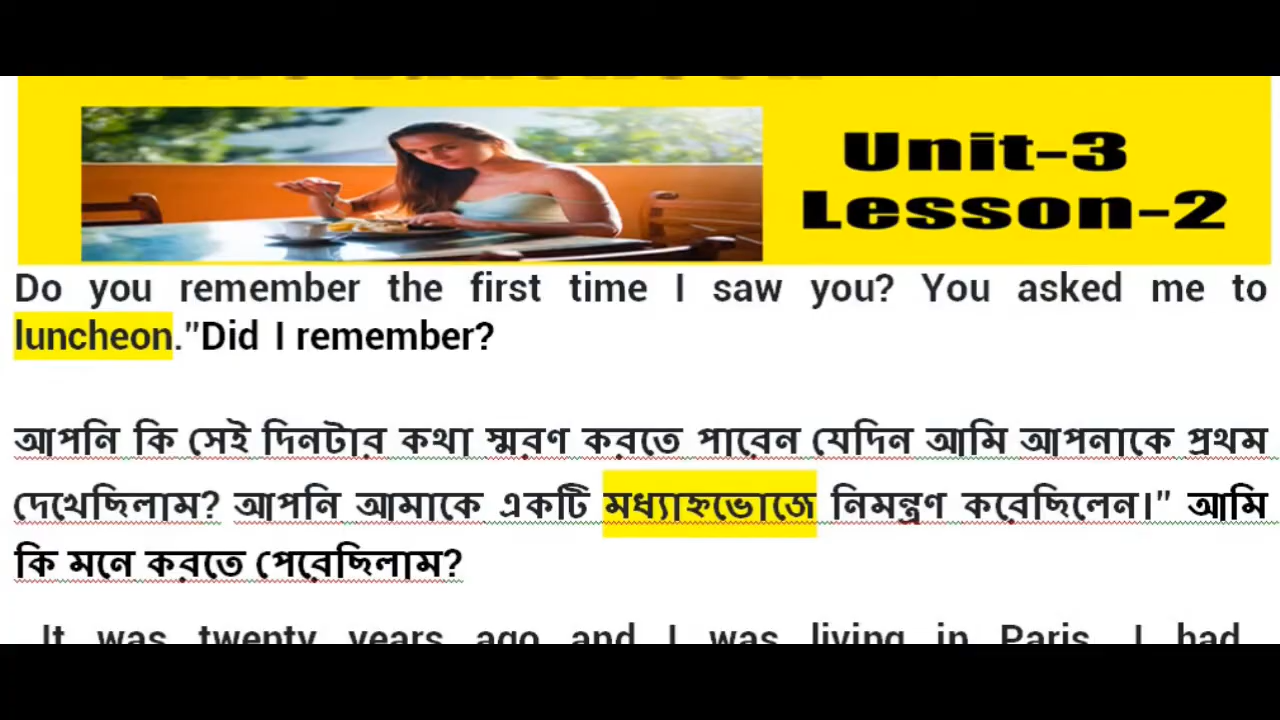 Unit-3
Lesson-2
Do you remember the first time I saw you? You asked me to
luncheon."Did I remember?
আপনি কি সেই দিনটার কথা স্মরণ করতে পারেন যেদিন আমি আপনাকে প্রথম
দেখেছিলাম? আপনি আমাকে একটি মধ্যাহ্নভোজে নিমন্ত্রণ করেছিলেন।" আমি
কি মনে করতে পেরেছিলাম?
It was twenty years ago and I was living in Paris. I had